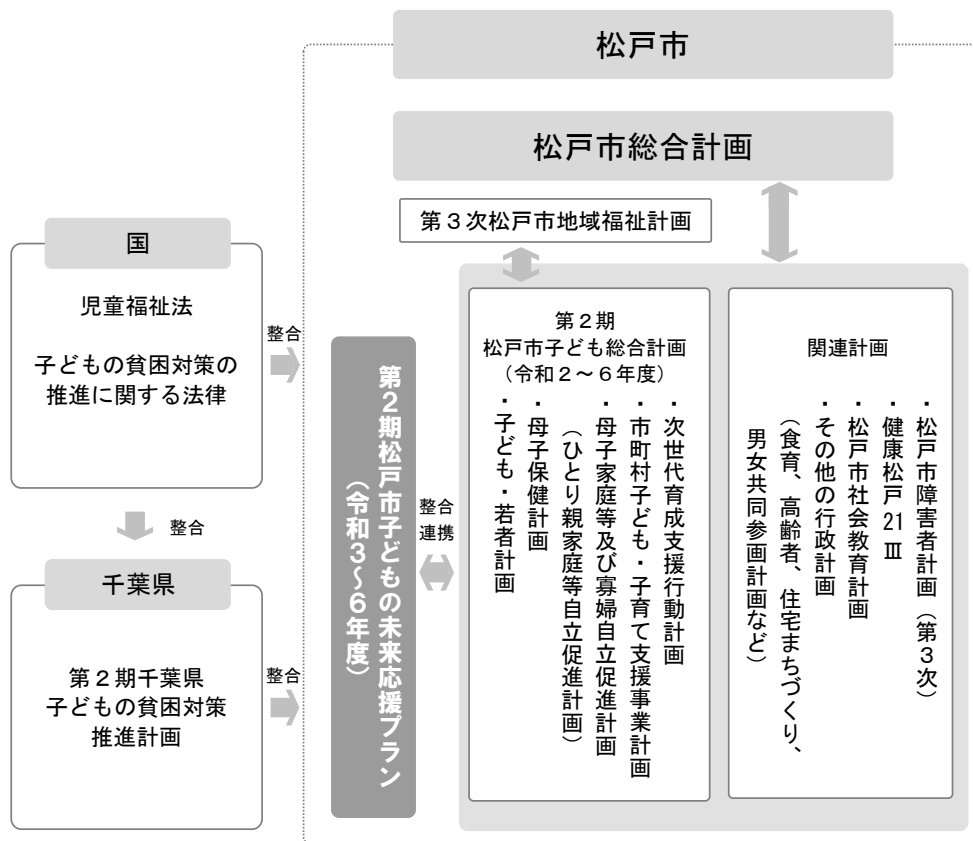 松戸市
松戸市総合計画
第３次松戸市地域福祉計画
国
児童福祉法
子どもの貧困対策の
推進に関する法律
整合
整合
千葉県
第２期千葉県
子どもの貧困対策
推進計画
整合
第２期松戸市子どもの未来応援プラン
（令和３～６年度）
整合
連携
第２期
松戸市子ども総合計画
（令和２～６年度）
・次世代育成支援行動計画
・市町村子ども・子育て支援事業計画
・母子家庭等及び寡婦自立促進計画
（ひとり親家庭等自立促進計画）
・母子保健計画
・子ども・若者計画
関連計画
・松戸市障害者計画（第３次）
・健康松戸 21 Ⅲ
・松戸市社会教育計画
・その他の行政計画
（食育、高齢者、住宅まちづくり、
男女共同参画計画など）